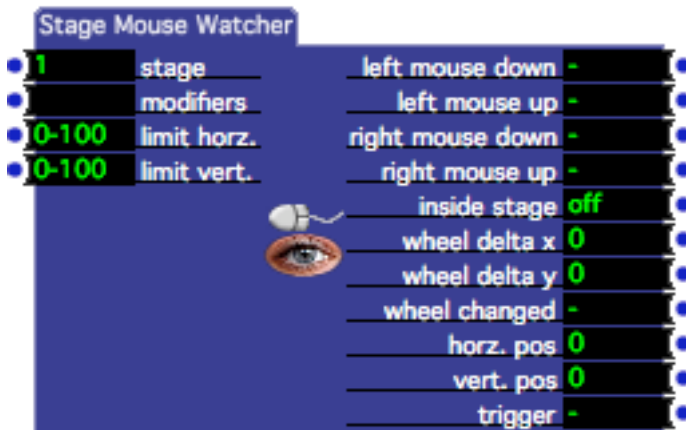 Stage Mouse Watcher
1 stage left mouse down -
modifiers left mouse up -
0-100 limit horz. right mouse down -
0-100 limit vert. right mouse up -
inside stage off
wheel delta x 0
wheel delta y 0
wheel changed -
horz. pos 0
vert. pos 0
trigger -